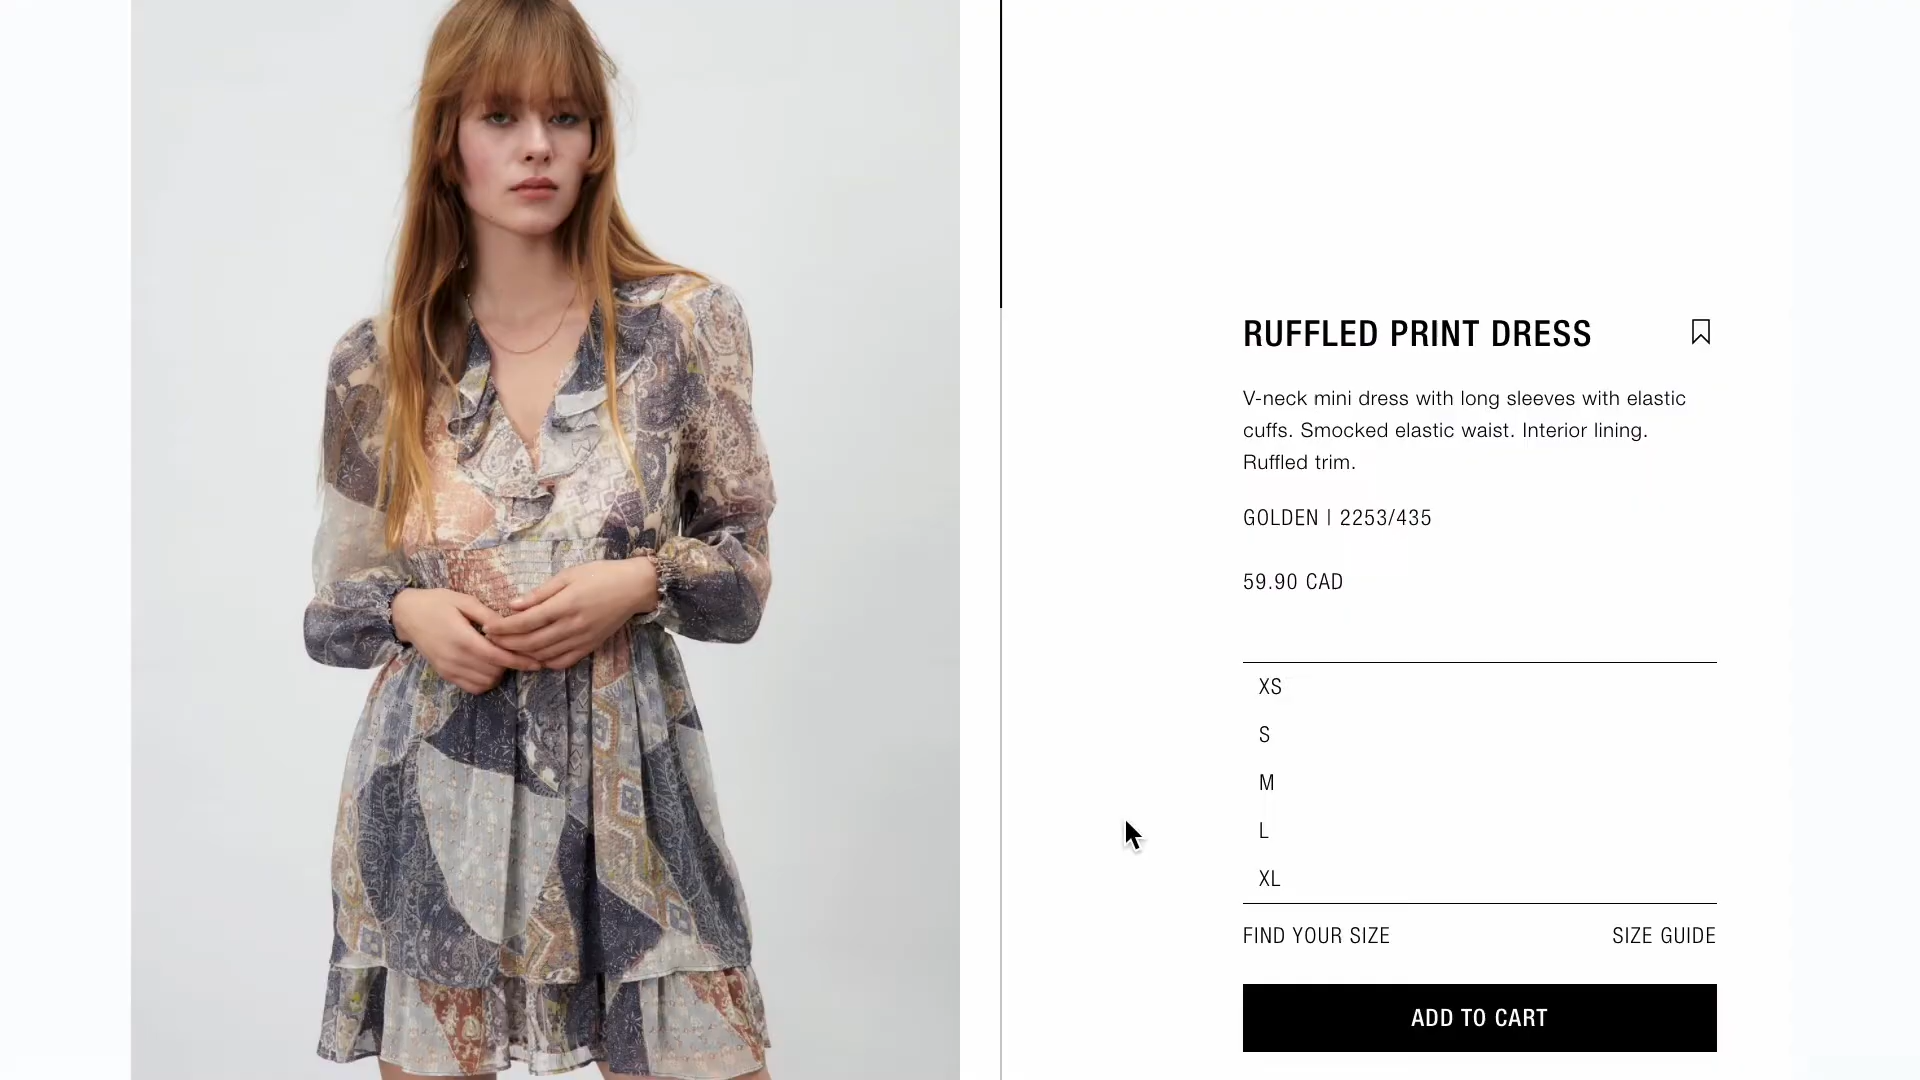 RUFFLED PRINT DRESS
V-neck mini dress with long sleeves with elastic
cuffs. Smocked elastic waist. Interior lining.
Ruffled trim.
GOLDEN | 2253/435
59.90 CAD
XS
S
M
L
XL
FIND YOUR SIZE
SIZE GUIDE
ADD TO CART